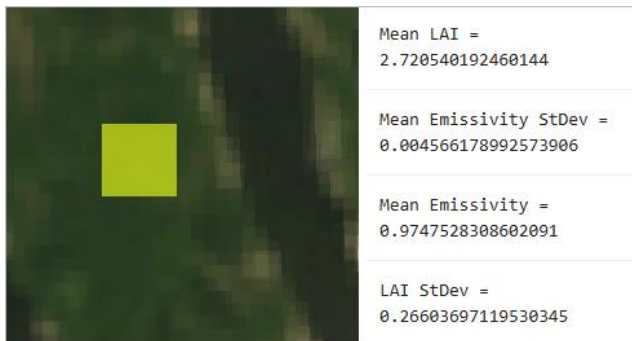 Mean LAI =
2.720540192460144
Mean Emissivity StDev =
0.004566178992573906
Mean Emissivity =
0.9747528308602091
LAI StDev =
0.26603697119530345